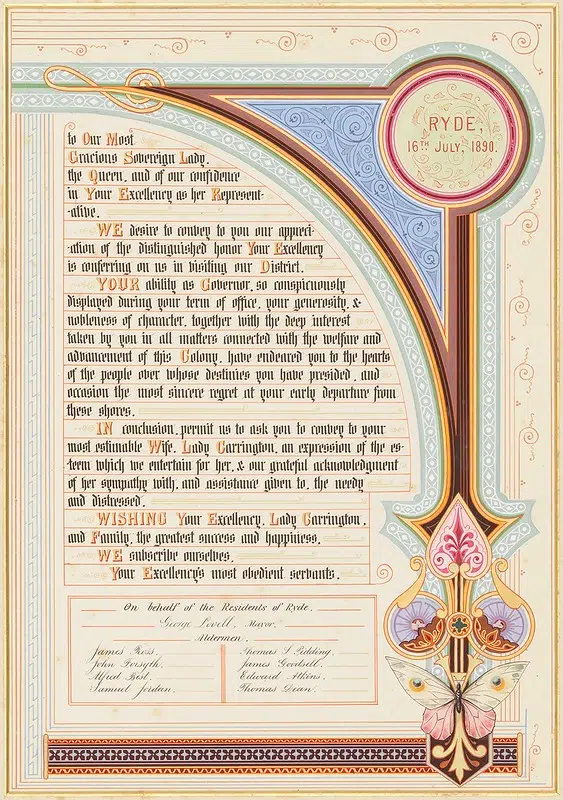 RYDE,
16TH JULY, 1890.
to Our Most
Gracious Sovereign Lady,
the Queen, and of our confidence
in Your Excellency as her Represent-
-ative.
WE desire to convey to you our appreci-
-ation of the distinguished honor Your Excellency
is conferring on us in visiting our District.
YOUR ability as Governor, so conspicuously
displayed during your term of office, your generosity, &
nobleness of character, together with the deep interest
taken by you in all matters connected with the welfare and
advancement of this Colony, have endeared you to the hearts
of the people over whose destinies you have presided, and
occasion the most sincere regret at your early departure from
these shores.
IN conclusion, permit us to ask you to convey to your
most estimable Wife, Lady Carrington, an expression of the es-
-teem which we entertain for her, & our grateful acknowledgment
of her sympathy with, and assistance given to, the needy
and distressed.
WISHING Your Excellency, Lady Carrington,
and Family, the greatest success and happiness,
WE subscribe ourselves,
Your Excellency's most obedient servants.
On behalf of the Residents of Ryde.
George Pevell, Mayor.
Aldermen.
James Ross. Thomas S Pidding.
John Forsyth. James Goodsell.
Alfred Best. Edward Atkins.
Samuel Jordan. Thomas Dean.